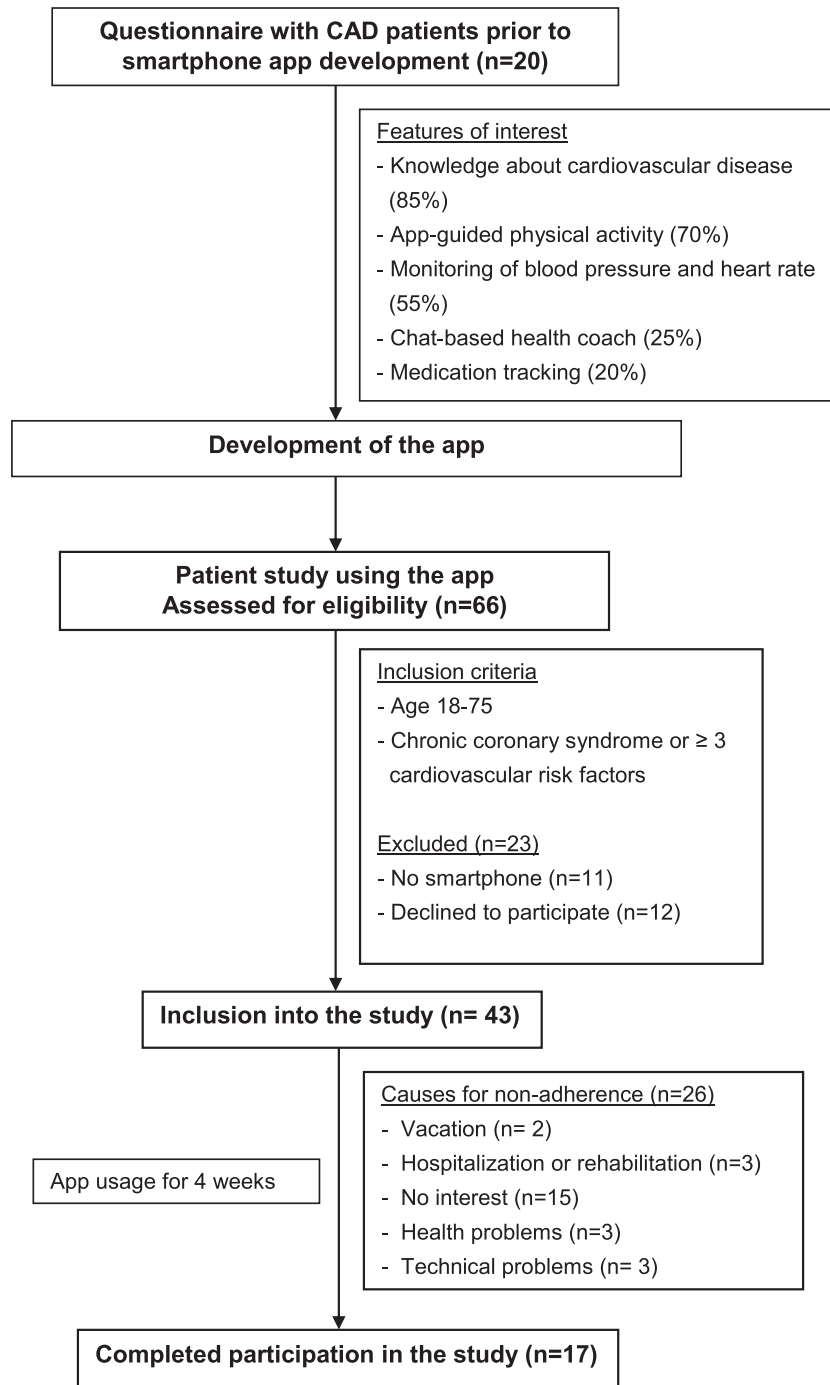 Questionnaire with CAD patients prior to
smartphone app development (n=20)
Features of interest
- Knowledge about cardiovascular disease
(85%)
- App-guided physical activity (70%)
- Monitoring of blood pressure and heart rate
(55%)
- Chat-based health coach (25%)
- Medication tracking (20%)
Development of the app
Patient study using the app
Assessed for eligibility (n=66)
Inclusion criteria
- Age 18-75
- Chronic coronary syndrome or ≥ 3
cardiovascular risk factors
Excluded (n=23)
- No smartphone (n=11)
- Declined to participate (n=12)
Inclusion into the study (n= 43)
Causes for non-adherence (n=26)
- Vacation (n= 2)
- Hospitalization or rehabilitation (n=3)
- No interest (n=15)
- Health problems (n=3)
- Technical problems (n= 3)
App usage for 4 weeks
Completed participation in the study (n=17)